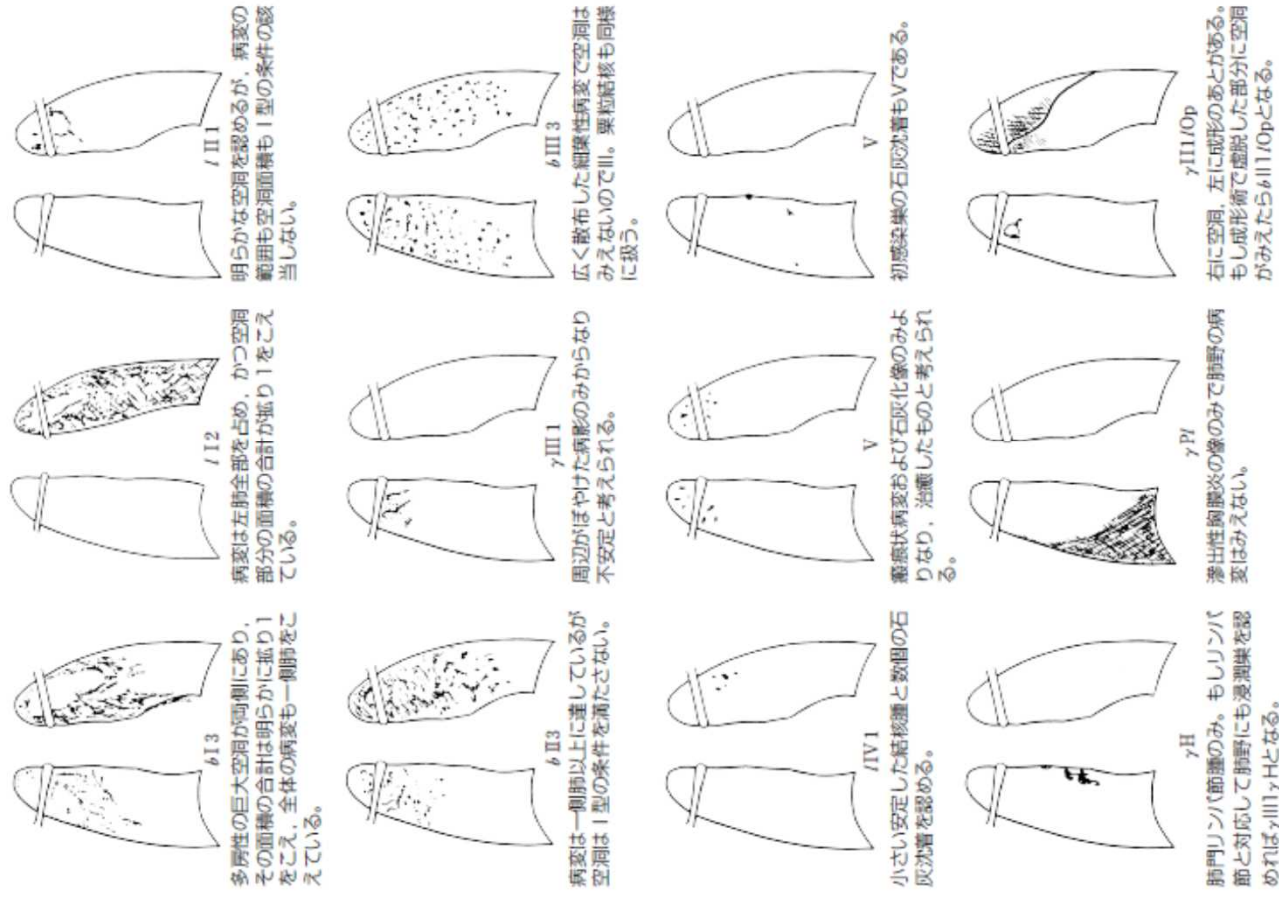 bⅠ3
多房性の巨大空洞が両側にあり，
その面積の合計は明らかに拡り1
をこえ，全体の病変も一側肺をこ
えている。
lⅠ2
病変は左肺全部を占め，かつ空洞
部分の面積の合計が拡り1をこえ
ている。
lⅡ1
明らかな空洞を認めるが，病変の
範囲も空洞面積もⅠ型の条件の該
当しない。
bⅡ3
病変は一側肺以上に達しているが
空洞はⅠ型の条件を満たさない。
γⅢ1
周辺がぼやけた病影のみからなり
不安定と考えられる。
bⅢ3
広く散布した細葉性病変で空洞は
みえないのでⅢ。粟粒結核も同様
に扱う。
lⅣ1
小さい安定した結核腫と数個の石
灰沈着を認める。
Ⅴ
瘢痕状病変および石灰化像のみよ
りなり，治癒したものと考えられ
る。
Ⅴ
初感染巣の石灰沈着もⅤである。
γH
肺門リンパ節腫のみ。もしリンパ
節と対応して肺野にも浸潤巣を認
めればγⅢ1γHとなる。
γPl
滲出性胸膜炎の像のみで肺野の病
変はみえない。
γⅡ1lOp
右に空洞，左に成形のあとがある。
もし成形術で虚脱した部分に空洞
がみえたらbⅡ1lOpとなる。